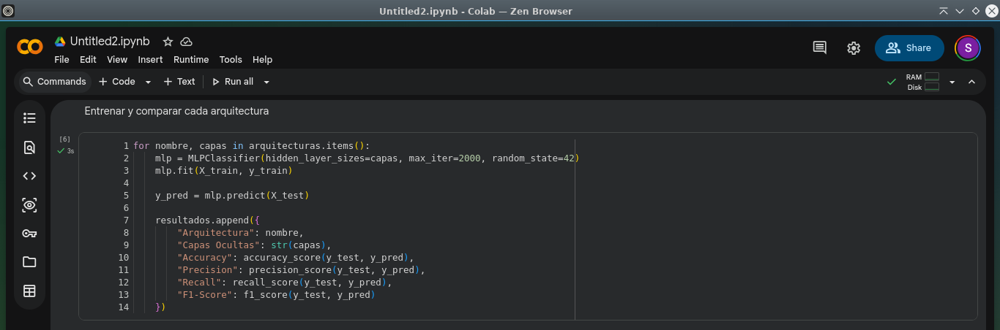 Untitled2.ipynb - Colab — Zen Browser
Untitled2.ipynb
File Edit View Insert Runtime Tools Help
Share
S
Commands + Code + Text Run all
RAM
Disk
Entrenar y comparar cada arquitectura
[6]
3s
1 for nombre, capas in arquitecturas.items():
2     mlp = MLPClassifier(hidden_layer_sizes=capas, max_iter=2000, random_state=42)
3     mlp.fit(X_train, y_train)
4
5     y_pred = mlp.predict(X_test)
6
7     resultados.append({
8         "Arquitectura": nombre,
9         "Capas Ocultas": str(capas),
10         "Accuracy": accuracy_score(y_test, y_pred),
11         "Precision": precision_score(y_test, y_pred),
12         "Recall": recall_score(y_test, y_pred),
13         "F1-Score": f1_score(y_test, y_pred)
14     })